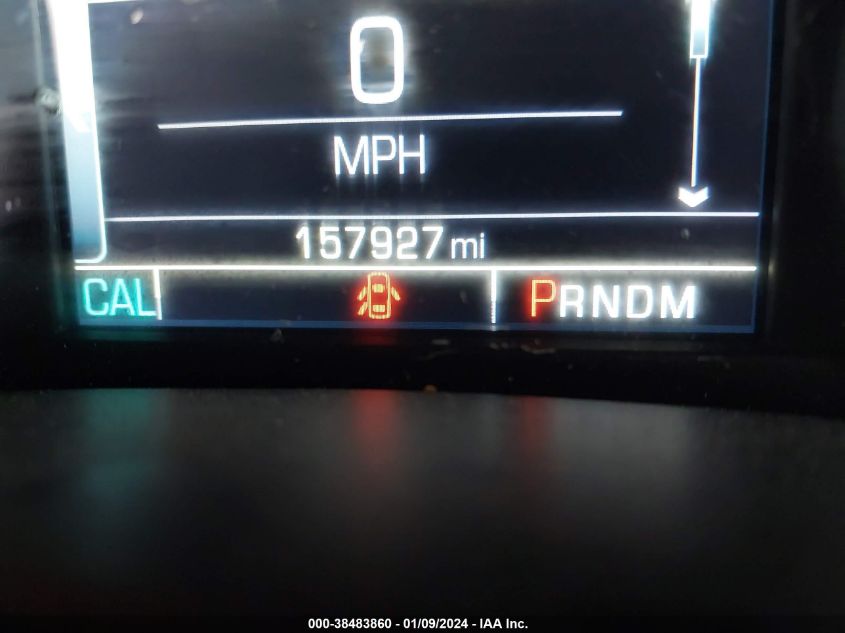 0
MPH
157927 mi
CAL
PRNDM
000-38483860 - 01/09/2024 - IAA Inc.